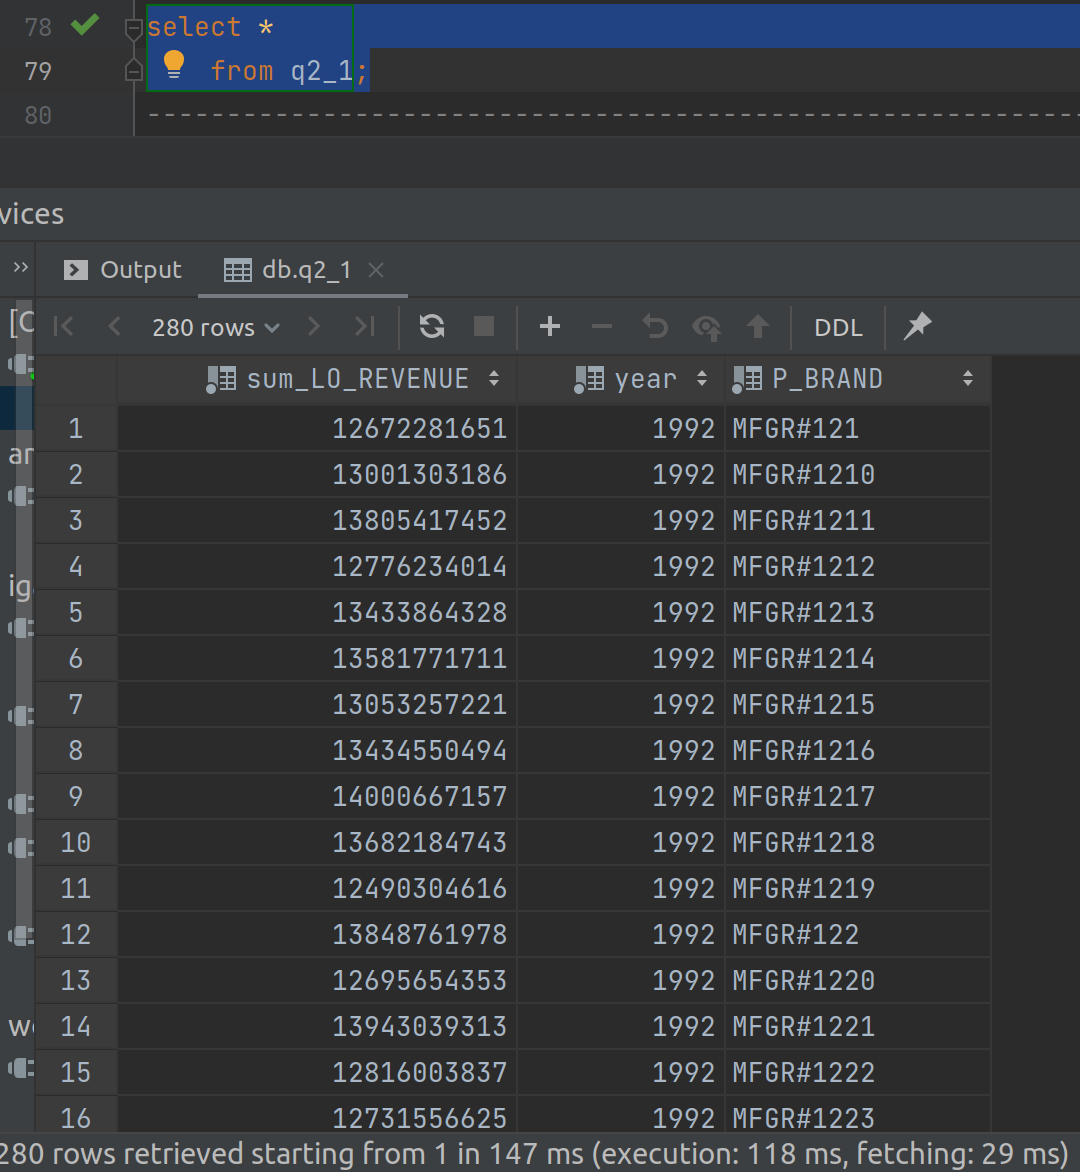 78 select *
79 from q2_1;
80 --------------------------------------------------------
vices
» Output db.q2_1 ×
280 rows DDL
sum_LO_REVENUE year P_BRAND
1 12672281651 1992 MFGR#121
2 13001303186 1992 MFGR#1210
3 13805417452 1992 MFGR#1211
4 12776234014 1992 MFGR#1212
5 13433864328 1992 MFGR#1213
6 13581771711 1992 MFGR#1214
7 13053257221 1992 MFGR#1215
8 13434550494 1992 MFGR#1216
9 14000667157 1992 MFGR#1217
10 13682184743 1992 MFGR#1218
11 12490304616 1992 MFGR#1219
12 13848761978 1992 MFGR#122
13 12695654353 1992 MFGR#1220
14 13943039313 1992 MFGR#1221
15 12816003837 1992 MFGR#1222
16 12731556625 1992 MFGR#1223
280 rows retrieved starting from 1 in 147 ms (execution: 118 ms, fetching: 29 ms)